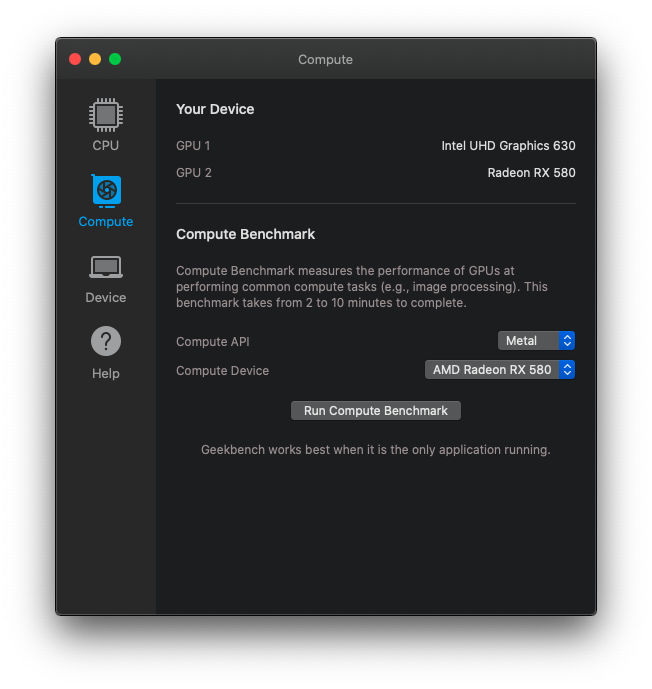 Compute
CPU
Compute
Device
?
Help
Your Device
GPU 1 Intel UHD Graphics 630
GPU 2 Radeon RX 580
Compute Benchmark
Compute Benchmark measures the performance of GPUs at
performing common compute tasks (e.g., image processing). This
benchmark takes from 2 to 10 minutes to complete.
Compute API Metal
Compute Device AMD Radeon RX 580
Run Compute Benchmark
Geekbench works best when it is the only application running.